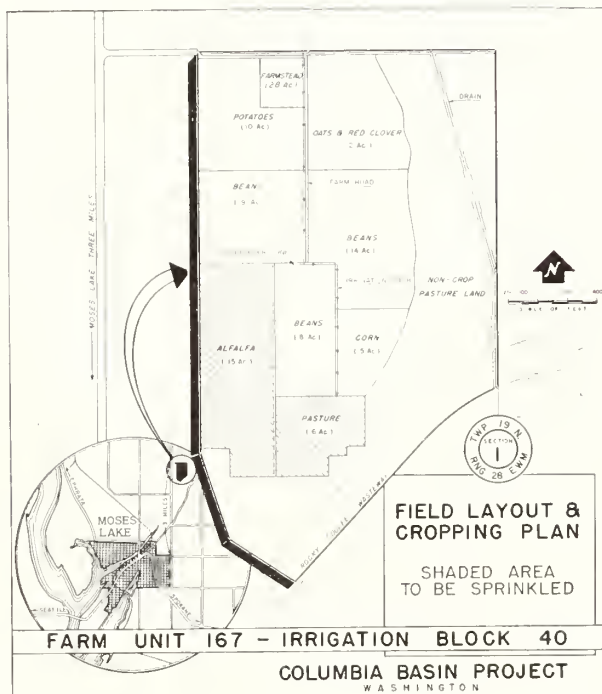 FARMSTEAD
(2.8 Ac.)
DRAIN
POTATOES
(10 Ac.)
OATS & RED CLOVER
FARM ROAD
BEAN
BEANS
(14 Ac.)
NON-CROP
PASTURE LAND
N
MOSES LAKE THREE MILES
BEANS
(8 Ac.)
ALFALFA
(15 Ac.)
CORN
(5 Ac.)
PASTURE
(6 Ac.)
TWP 19 N.
SECTION
1
RNG 28 EWM
MOSES
LAKE
SEATTLE
SPOKANE
FIELD LAYOUT &
CROPPING PLAN
SHADED AREA
TO BE SPRINKLED
FARM UNIT 167 - IRRIGATION BLOCK 40
COLUMBIA BASIN PROJECT
WASHINGTON